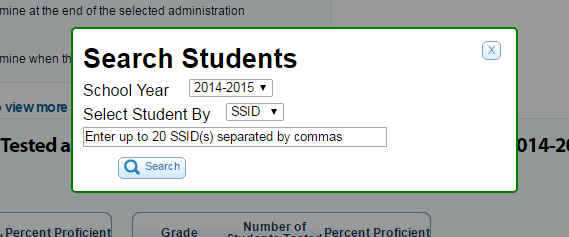 mine at the end of the selected administration
Search Students
X
School Year 2014-2015
mine when th
Select Student By SSID
view more
Enter up to 20 SSID(s) separated by commas
Tested a
014-20
Search
Percent Proficient
Grade
Number of
Students Tested
Percent Proficient